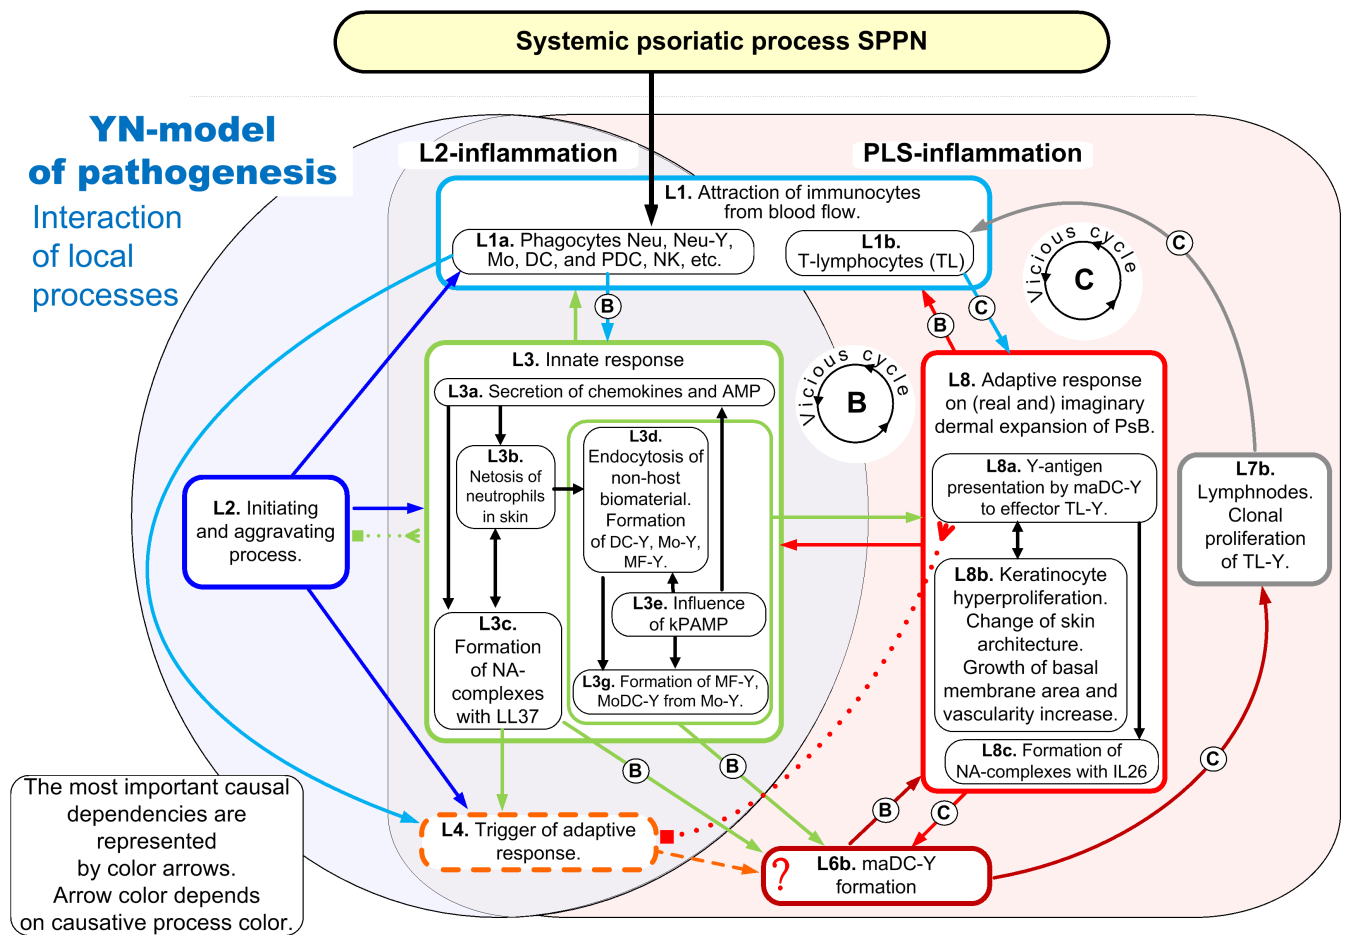 Systemic psoriatic process SPPN
YN-model
of pathogenesis
Interaction
of local
processes
L2-inflammation
PLS-inflammation
L1. Attraction of immunocytes
from blood flow.
L1a. Phagocytes Neu, Neu-Y,
Mo, DC, and PDC, NK, etc.
L1b.
T-lymphocytes (TL)
Vicious cycle
C
C
B
C
B
Vicious cycle
B
L3. Innate response
L3a. Secretion of chemokines and AMP
L3b.
Netosis of
neutrophils
in skin
L3d.
Endocytosis of
non-host
biomaterial.
Formation
of DC-Y, Mo-Y,
MF-Y.
L3e. Influence
of kPAMP
L3c.
Formation
of NA-
complexes
with LL37
L3g. Formation of MF-Y,
MoDC-Y from Mo-Y.
L2. Initiating
and aggravating
process.
L8. Adaptive response
on (real and) imaginary
dermal expansion of PsB.
L8a. Y-antigen
presentation by maDC-Y
to effector TL-Y.
L8b. Keratinocyte
hyperproliferation.
Change of skin
architecture.
Growth of basal
membrane area and
vascularity increase.
L8c. Formation of
NA-complexes with IL26
L7b.
Lymphnodes.
Clonal
proliferation
of TL-Y.
B
B
C
B
C
L4. Trigger of adaptive
response.
?
L6b. maDC-Y
formation
The most important causal
dependencies are
represented
by color arrows.
Arrow color depends
on causative process color.